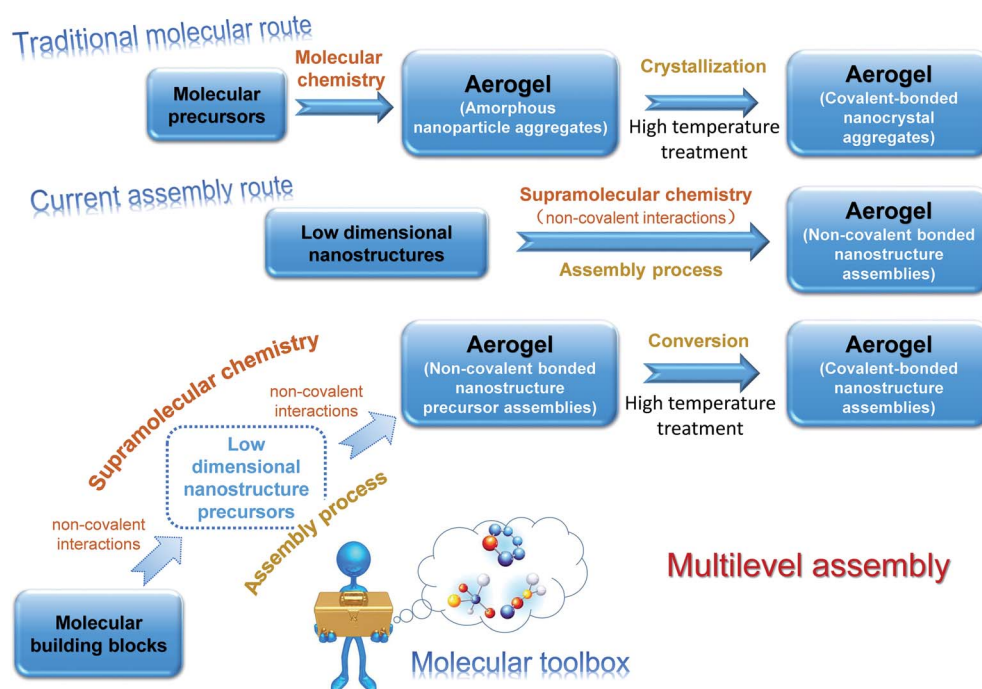 Traditional molecular route
Molecular
precursors
Molecular
chemistry
Aerogel
(Amorphous
nanoparticle aggregates)
Crystallization
High temperature
treatment
Aerogel
(Covalent-bonded
nanocrystal
aggregates)
Current assembly route
Low dimensional
nanostructures
Supramolecular chemistry
(non-covalent interactions)
Assembly process
Aerogel
(Non-covalent bonded
nanostructure
assemblies)
Molecular
building blocks
non-covalent
interactions
Supramolecular chemistry
Low
dimensional
nanostructure
precursors
non-covalent
interactions
Assembly process
Aerogel
(Non-covalent bonded
nanostructure
precursor assemblies)
Conversion
High temperature
treatment
Aerogel
(Covalent-bonded
nanostructure
assemblies)
Multilevel assembly
Molecular toolbox